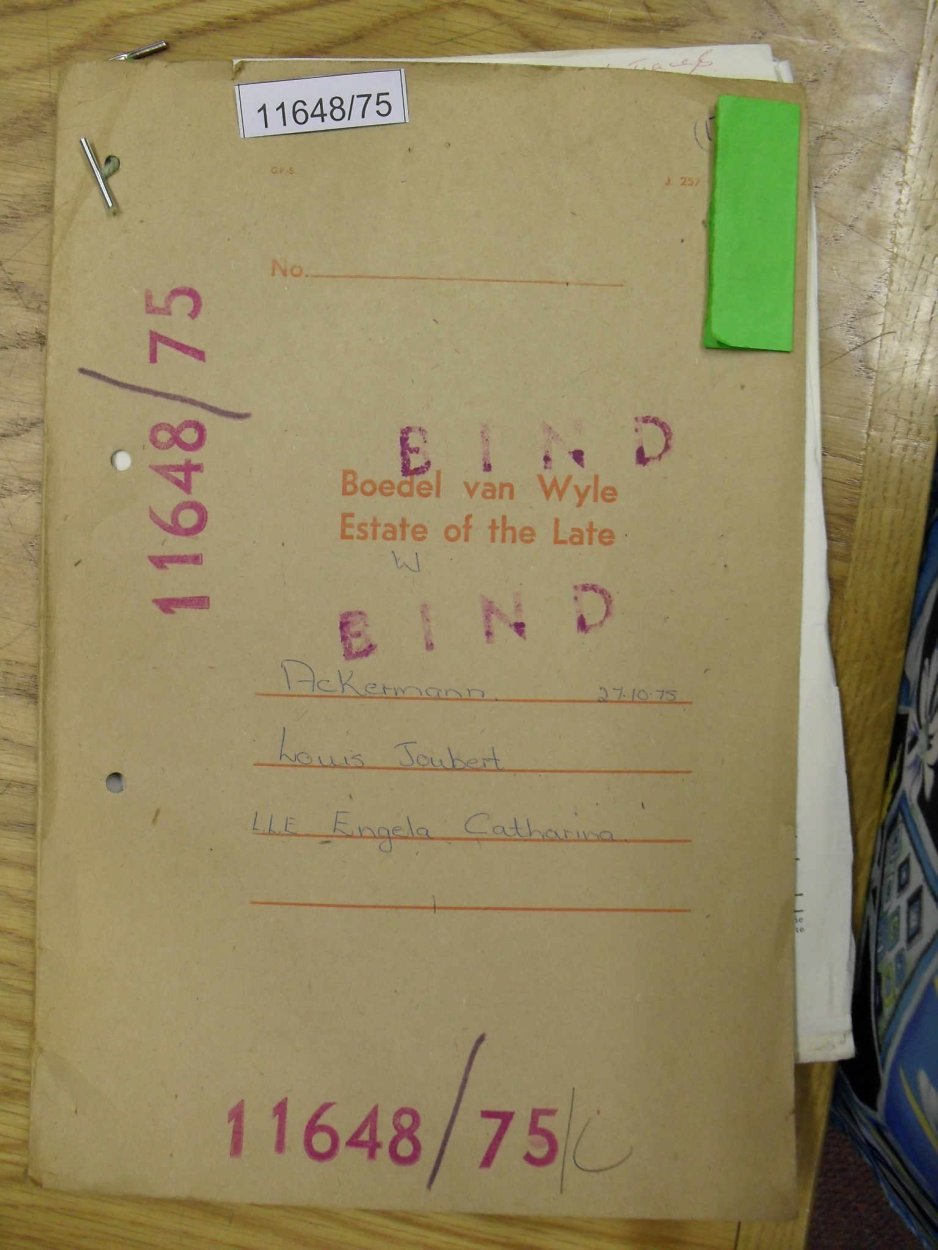 11648/75
G.P.-S.
J. 257
No.
11648/75
BIND
Boedel van Wyle
Estate of the Late
W
BIND
Ackermann 27-10-75
Louis Joubert
L.L.E Engela Catharina
11648/75/C